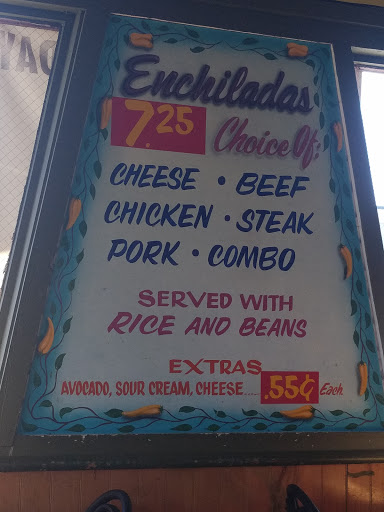 Enchiladas
7.25 Choice Of:
CHEESE • BEEF
CHICKEN • STEAK
PORK • COMBO
SERVED WITH
RICE AND BEANS
EXTRAS
AVOCADO, SOUR CREAM, CHEESE..... .55¢ Each